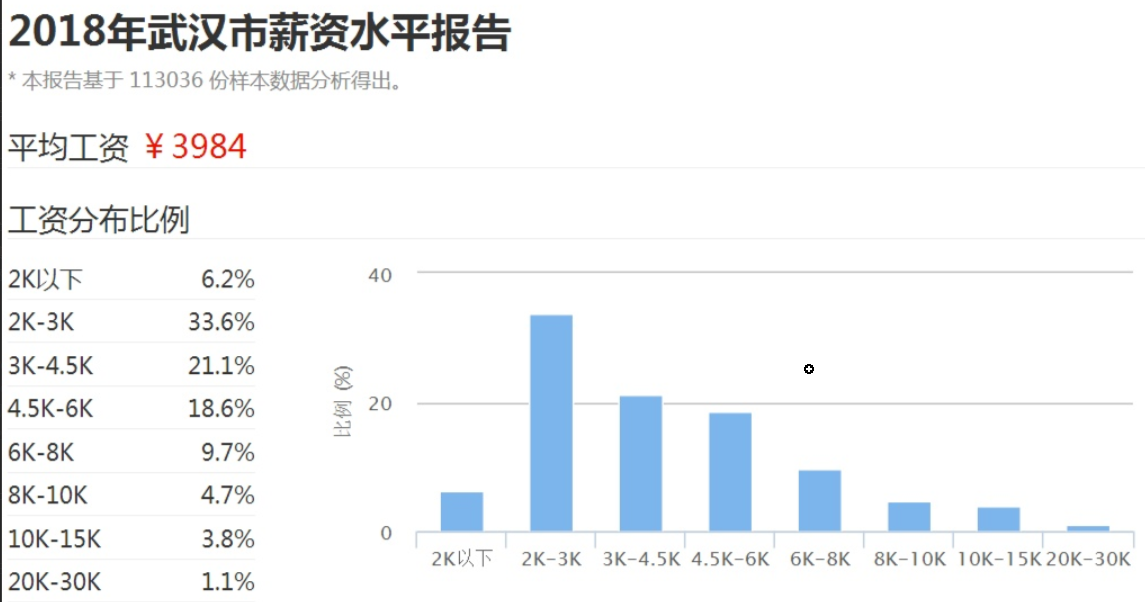 2018年武汉市薪资水平报告
* 本报告基于 113036 份样本数据分析得出。
平均工资 ¥ 3984
工资分布比例
2K以下 6.2%
2K-3K 33.6%
3K-4.5K 21.1%
4.5K-6K 18.6%
6K-8K 9.7%
8K-10K 4.7%
10K-15K 3.8%
20K-30K 1.1%
40
20
0
比例 (%)
2K以下 2K-3K 3K-4.5K 4.5K-6K 6K-8K 8K-10K 10K-15K 20K-30K